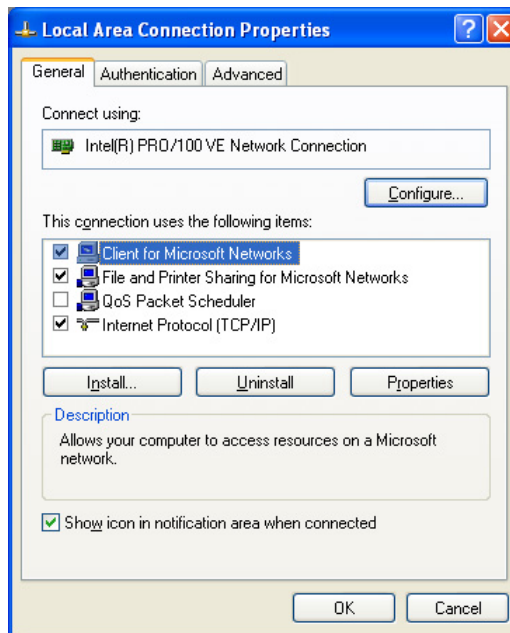 Local Area Connection Properties
General Authentication Advanced
Connect using:
Intel(R) PRO/100 VE Network Connection
Configure...
This connection uses the following items:
Client for Microsoft Networks
File and Printer Sharing for Microsoft Networks
QoS Packet Scheduler
Internet Protocol (TCP/IP)
Install... Uninstall Properties
Description
Allows your computer to access resources on a Microsoft
network.
Show icon in notification area when connected
OK Cancel